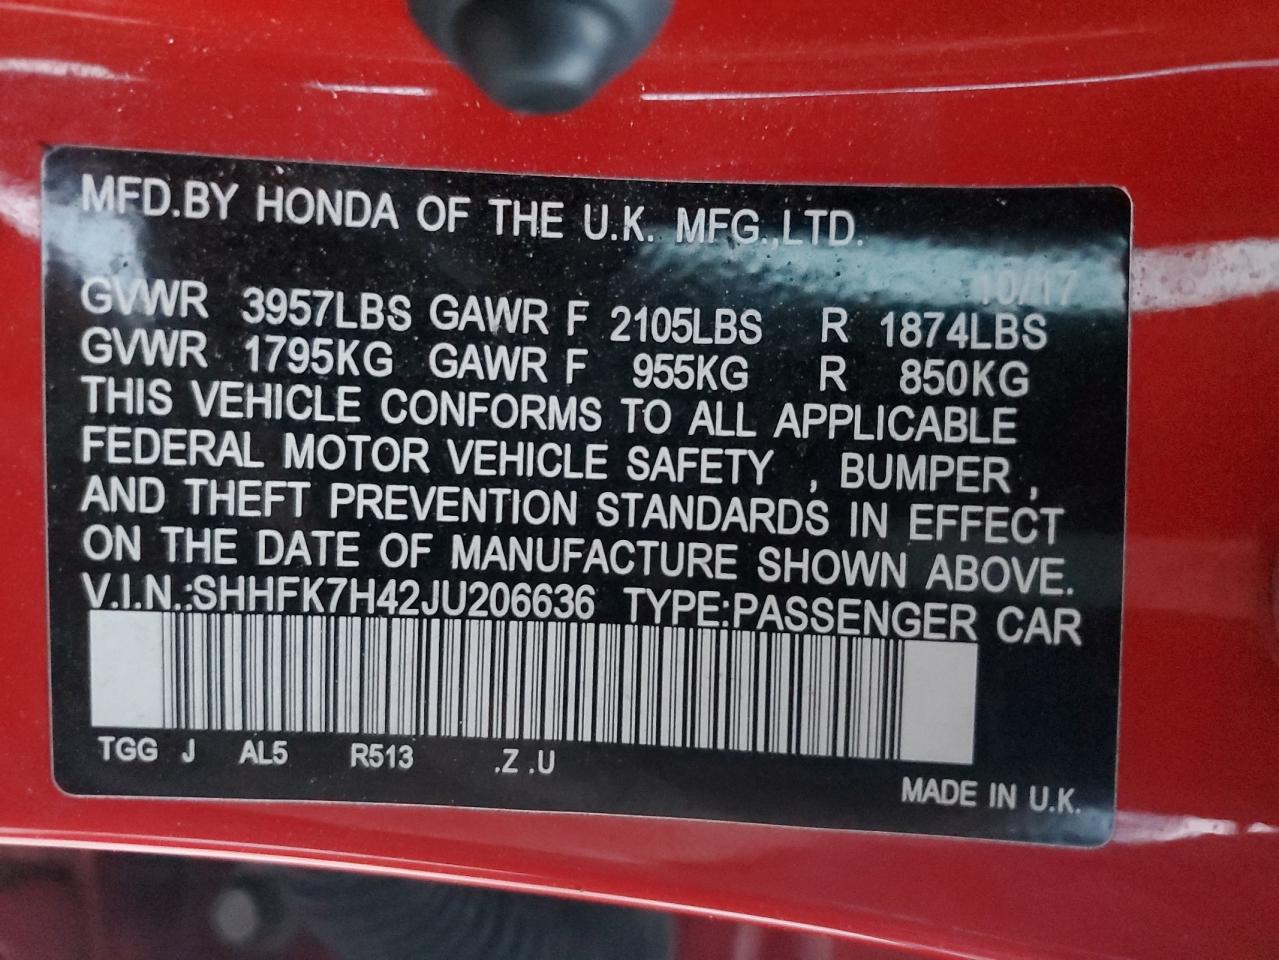 MFD.BY HONDA OF THE U.K. MFG.,LTD.
10/17
GVWR 3957LBS GAWR F 2105LBS R 1874LBS
GVWR 1795KG GAWR F 955KG R 850KG
THIS VEHICLE CONFORMS TO ALL APPLICABLE
FEDERAL MOTOR VEHICLE SAFETY , BUMPER ,
AND THEFT PREVENTION STANDARDS IN EFFECT
ON THE DATE OF MANUFACTURE SHOWN ABOVE.
V.I.N.:SHHFK7H42JU206636 TYPE:PASSENGER CAR
TGG J AL5 R513 .Z .U
MADE IN U.K.